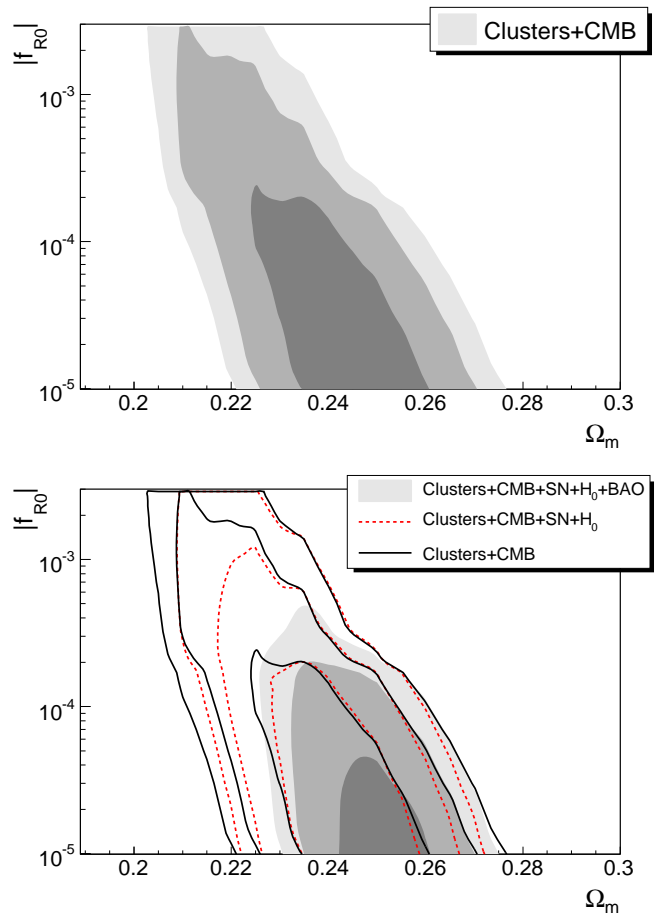 |f_R0|
Clusters+CMB
10^-3
10^-4
10^-5
0.2 0.22 0.24 0.26 0.28 0.3
Ω_m
|f_R0|
Clusters+CMB+SN+H_0+BAO
Clusters+CMB+SN+H_0
Clusters+CMB
10^-3
10^-4
10^-5
0.2 0.22 0.24 0.26 0.28 0.3
Ω_m